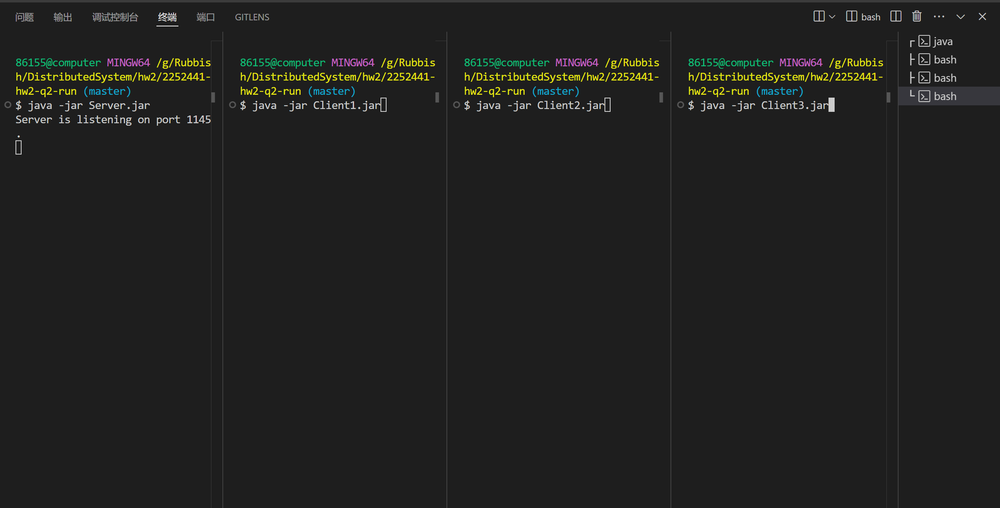 问题 输出 调试控制台 终端 端口 GITLENS
bash
86155@computer MINGW64 /g/Rubbis
h/DistributedSystem/hw2/2252441-
hw2-q2-run (master)
$ java -jar Server.jar
Server is listening on port 1145
.
86155@computer MINGW64 /g/Rubbis
h/DistributedSystem/hw2/2252441-
hw2-q2-run (master)
$ java -jar Client1.jar
86155@computer MINGW64 /g/Rubbis
h/DistributedSystem/hw2/2252441-
hw2-q2-run (master)
$ java -jar Client2.jar
86155@computer MINGW64 /g/Rubbis
h/DistributedSystem/hw2/2252441-
hw2-q2-run (master)
$ java -jar Client3.jar
java
bash
bash
bash